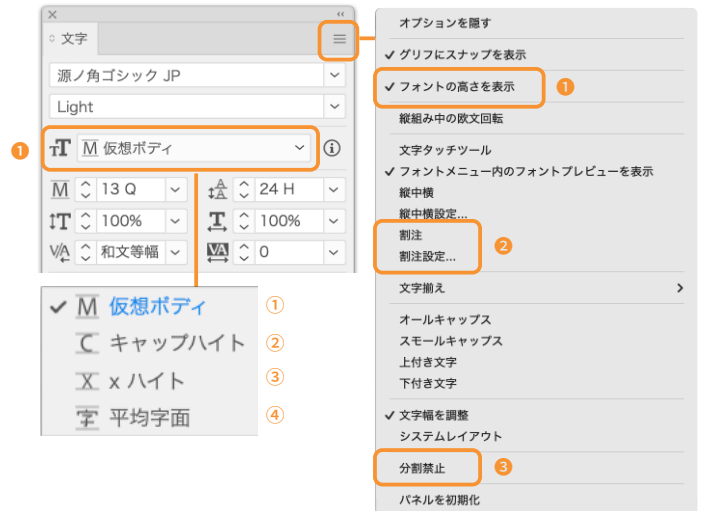 文字
源ノ角ゴシック JP
Light
❶
仮想ボディ
13 Q
24 H
100%
100%
和文等幅
0
仮想ボディ ①
キャップハイト ②
x ハイト ③
平均字面 ④
オプションを隠す
グリフにスナップを表示
フォントの高さを表示 ❶
縦組み中の欧文回転
文字タッチツール
フォントメニュー内のフォントプレビューを表示
縦中横
縦中横設定...
割注
割注設定... ❷
文字揃え
オールキャップス
スモールキャップス
上付き文字
下付き文字
文字幅を調整
システムレイアウト
分割禁止 ❸
パネルを初期化